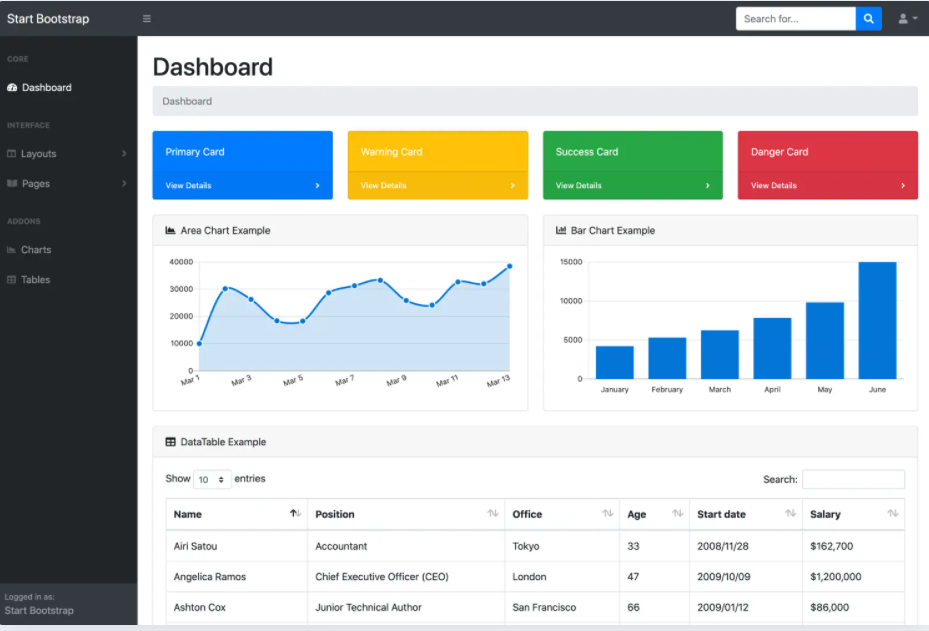 Start Bootstrap
Search for...
CORE
Dashboard
INTERFACE
Layouts
Pages
ADDONS
Charts
Tables
Logged in as:
Start Bootstrap
Dashboard
Dashboard
Primary Card Warning Card Success Card Danger Card
View Details View Details View Details View Details
Area Chart Example
40000
30000
20000
10000
0
Mar 1 Mar 3 Mar 5 Mar 7 Mar 9 Mar 11 Mar 13
Bar Chart Example
15000
10000
5000
0
January February March April May June
DataTable Example
Show 10 entries Search:
Name Position Office Age Start date Salary
Airi Satou Accountant Tokyo 33 2008/11/28 $162,700
Angelica Ramos Chief Executive Officer (CEO) London 47 2009/10/09 $1,200,000
Ashton Cox Junior Technical Author San Francisco 66 2009/01/12 $86,000